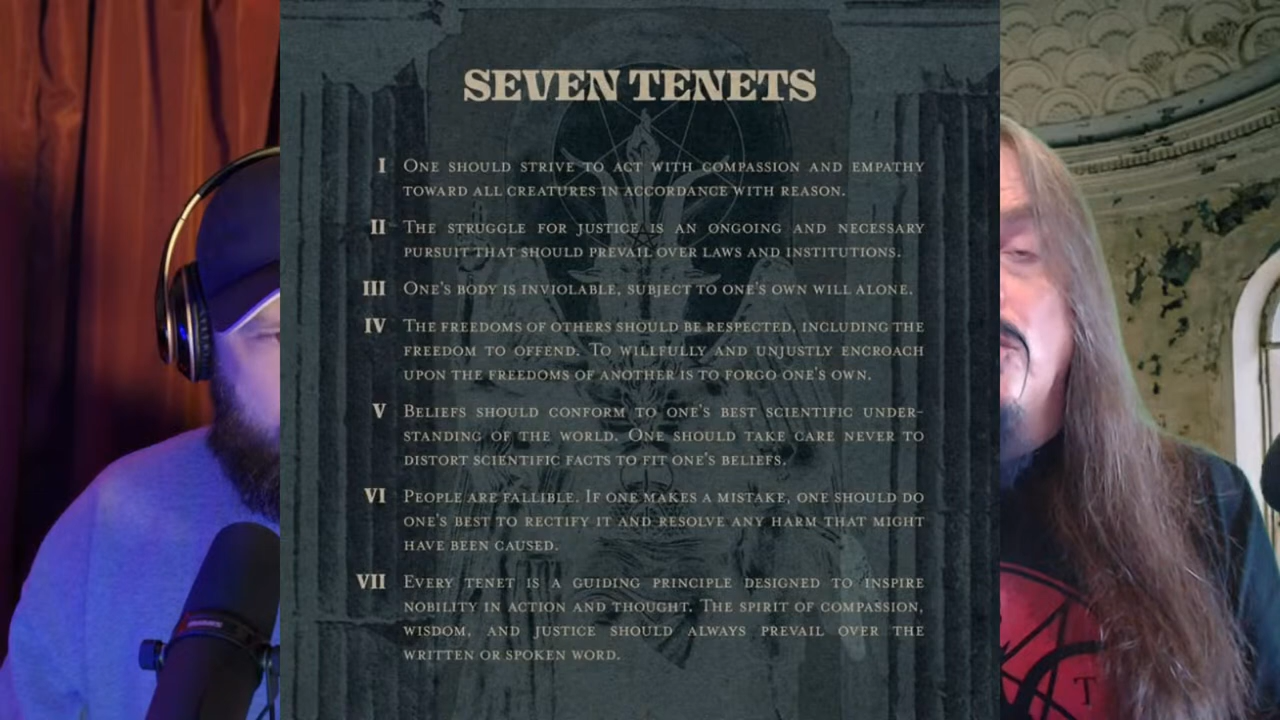 SEVEN TENETS
I ONE SHOULD STRIVE TO ACT WITH COMPASSION AND EMPATHY
TOWARD ALL CREATURES IN ACCORDANCE WITH REASON.
II THE STRUGGLE FOR JUSTICE IS AN ONGOING AND NECESSARY
PURSUIT THAT SHOULD PREVAIL OVER LAWS AND INSTITUTIONS.
III ONE'S BODY IS INVIOLABLE, SUBJECT TO ONE'S OWN WILL ALONE.
IV THE FREEDOMS OF OTHERS SHOULD BE RESPECTED, INCLUDING THE
FREEDOM TO OFFEND. TO WILLFULLY AND UNJUSTLY ENCROACH
UPON THE FREEDOMS OF ANOTHER IS TO FORGO ONE'S OWN.
V BELIEFS SHOULD CONFORM TO ONE'S BEST SCIENTIFIC UNDER-
STANDING OF THE WORLD. ONE SHOULD TAKE CARE NEVER TO
DISTORT SCIENTIFIC FACTS TO FIT ONE'S BELIEFS.
VI PEOPLE ARE FALLIBLE. IF ONE MAKES A MISTAKE, ONE SHOULD DO
ONE'S BEST TO RECTIFY IT AND RESOLVE ANY HARM THAT MIGHT
HAVE BEEN CAUSED.
VII EVERY TENET IS A GUIDING PRINCIPLE DESIGNED TO INSPIRE
NOBILITY IN ACTION AND THOUGHT. THE SPIRIT OF COMPASSION,
WISDOM, AND JUSTICE SHOULD ALWAYS PREVAIL OVER THE
WRITTEN OR SPOKEN WORD.
T